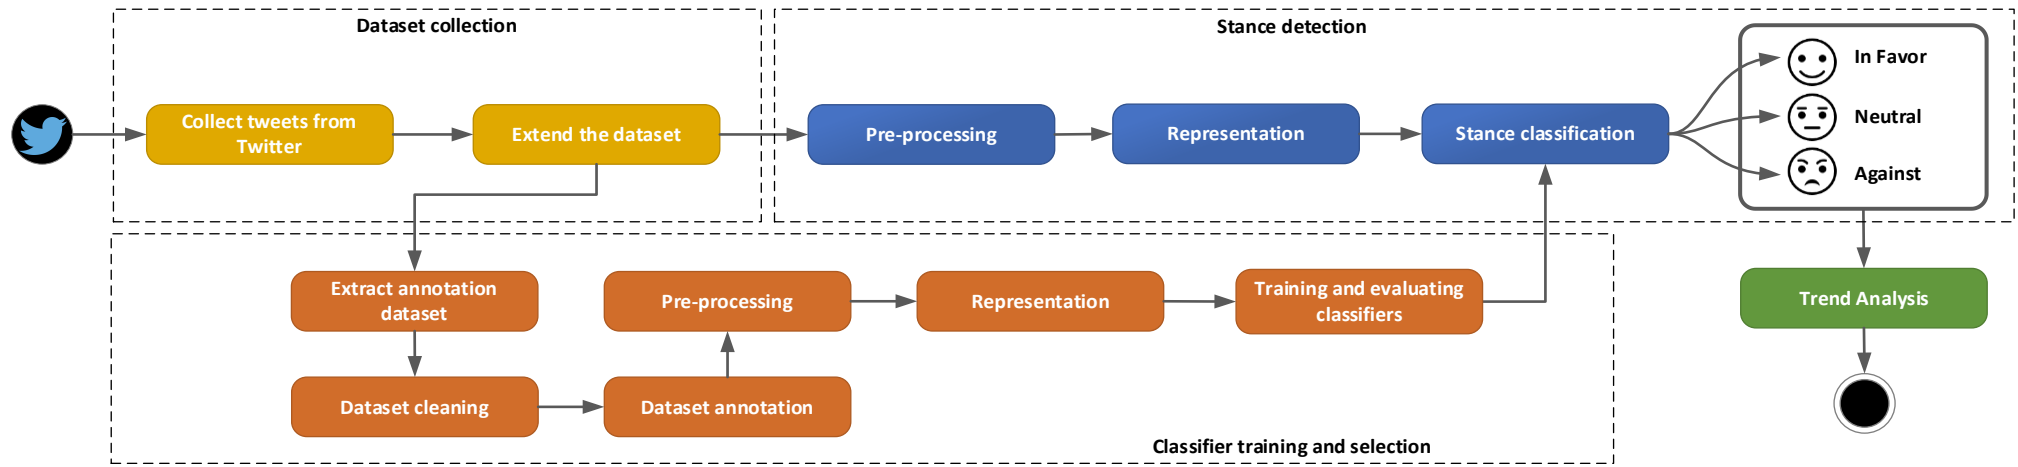 Dataset collection
Stance detection
In Favor
Neutral
Against
Collect tweets from
Twitter
Extend the dataset
Pre-processing
Representation
Stance classification
Extract annotation
dataset
Pre-processing
Representation
Training and evaluating
classifiers
Trend Analysis
Dataset cleaning
Dataset annotation
Classifier training and selection